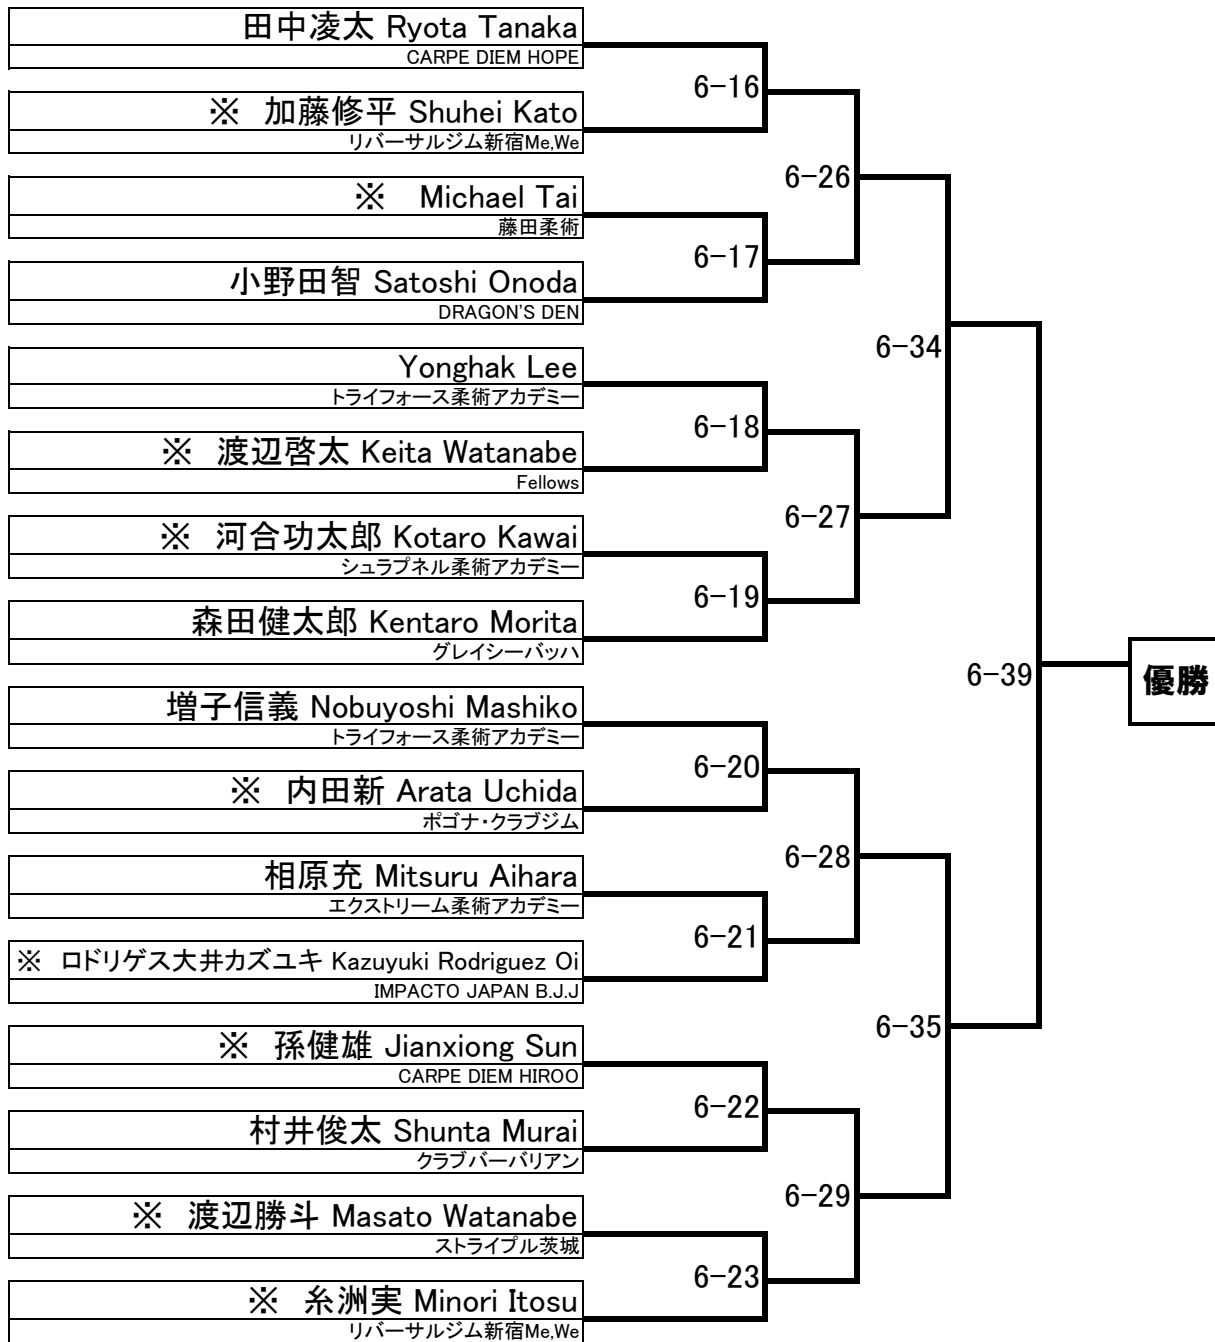 田中凌太 Ryota Tanaka
CARPE DIEM HOPE
6-16
※ 加藤修平 Shuhei Kato
リバーサルジム新宿Me,We
6-26
※ Michael Tai
藤田柔術
6-17
小野田智 Satoshi Onoda
DRAGON'S DEN
6-34
Yonghak Lee
トライフォース柔術アカデミー
6-18
※ 渡辺啓太 Keita Watanabe
Fellows
6-27
※ 河合功太郎 Kotaro Kawai
シュラプネル柔術アカデミー
6-19
森田健太郎 Kentaro Morita
グレイシーバッハ
6-39
優勝
増子信義 Nobuyoshi Mashiko
トライフォース柔術アカデミー
6-20
※ 内田新 Arata Uchida
ポゴナ・クラブジム
6-28
相原充 Mitsuru Aihara
エクストリーム柔術アカデミー
6-21
※ ロドリゲス大井カズユキ Kazuyuki Rodriguez Oi
IMPACTO JAPAN B.J.J
6-35
※ 孫健雄 Jianxiong Sun
CARPE DIEM HIROO
6-22
村井俊太 Shunta Murai
クラブバーバリアン
6-29
※ 渡辺勝斗 Masato Watanabe
ストライプル茨城
6-23
※ 糸洲実 Minori Itosu
リバーサルジム新宿Me,We